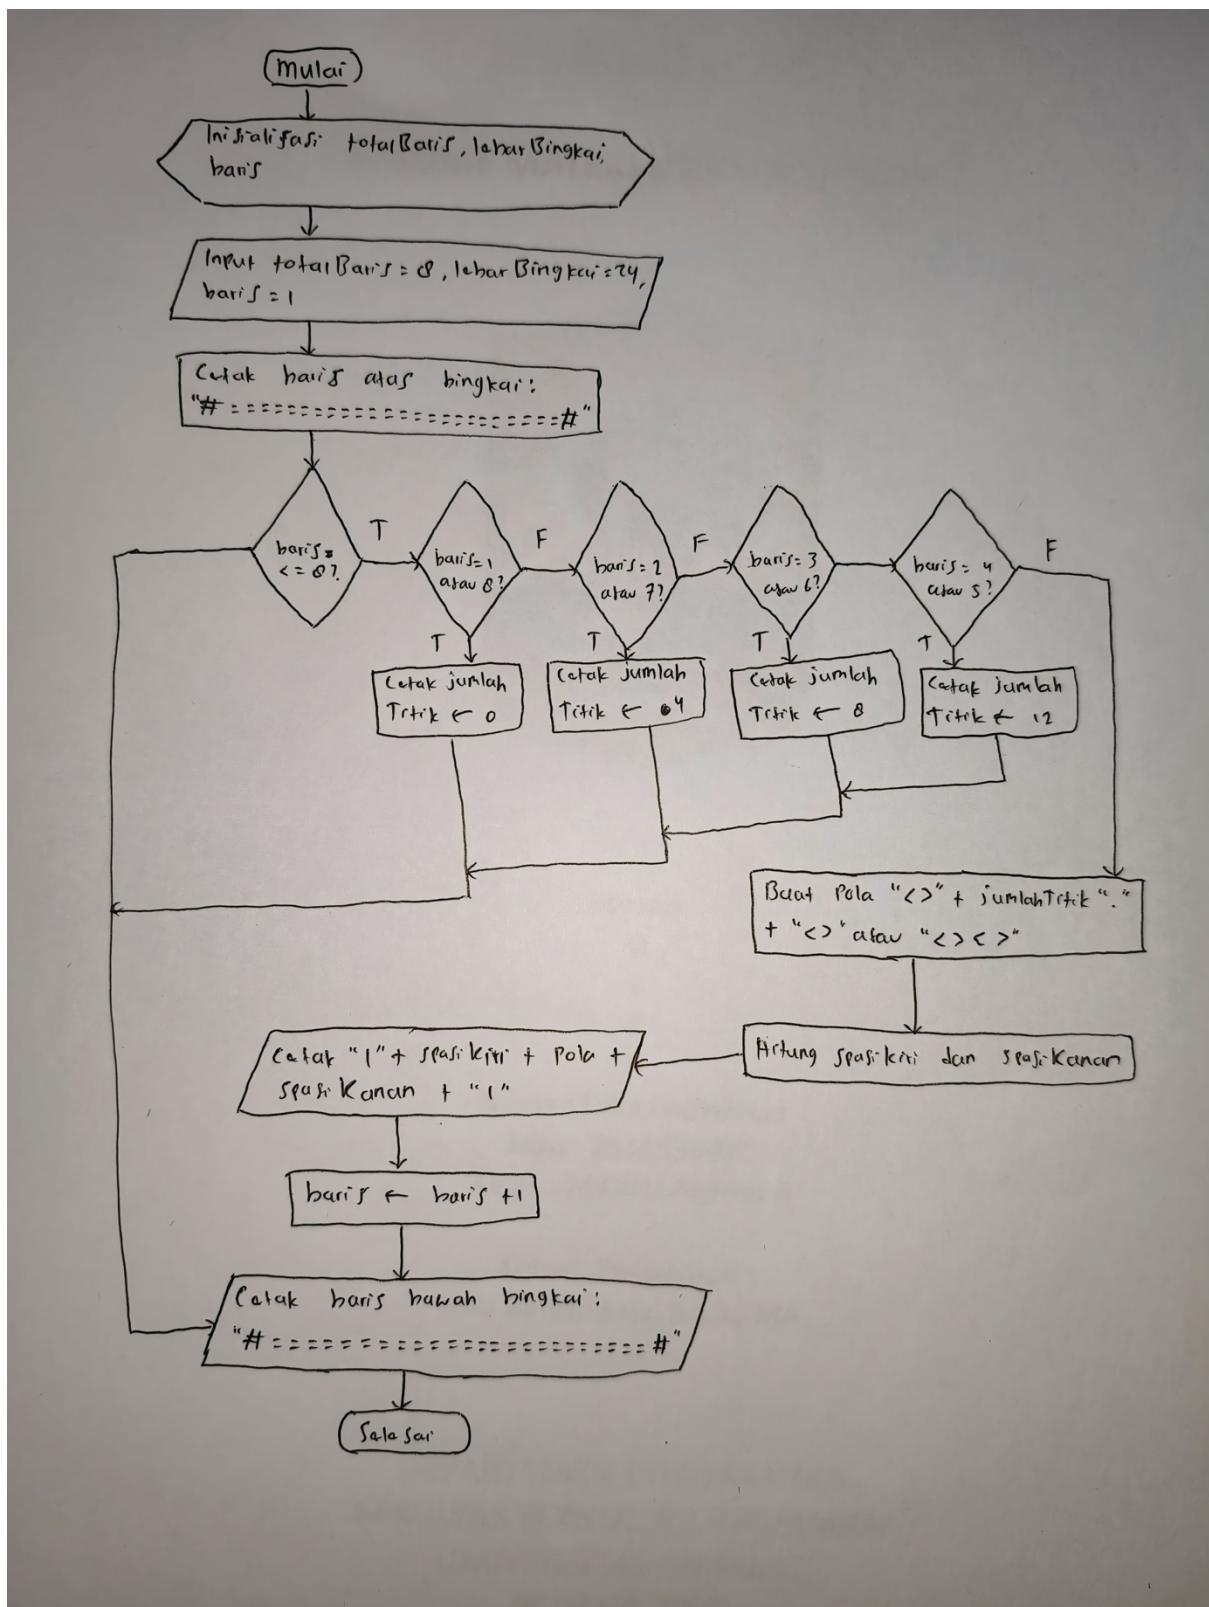 Mulai
Inisialisasi totalBaris, lebarBingkai,
baris
Input totalBaris = 8, lebarBingkai = 24,
baris = 1
Cetak baris atas bingkai:
"#========================#"
baris
<= 8?
T
baris=1
atau 8?
F
baris=2
atau 7?
F
baris=3
atau 6?
baris=4
atau 5?
F
T
T
T
T
Cetak jumlah
Titik ← 0
Cetak jumlah
Titik ← 4
Cetak jumlah
Titik ← 8
Cetak jumlah
Titik ← 12
Buat Pola "<>" + jumlahTitik "."
+ "<>" atau "<><>"
Hitung spasikiri dan spasiKanan
Cetak "|" + spasiKiri + Pola +
spasiKanan + "|"
baris ← baris +1
Cetak baris bawah bingkai:
"#========================#"
Selesai